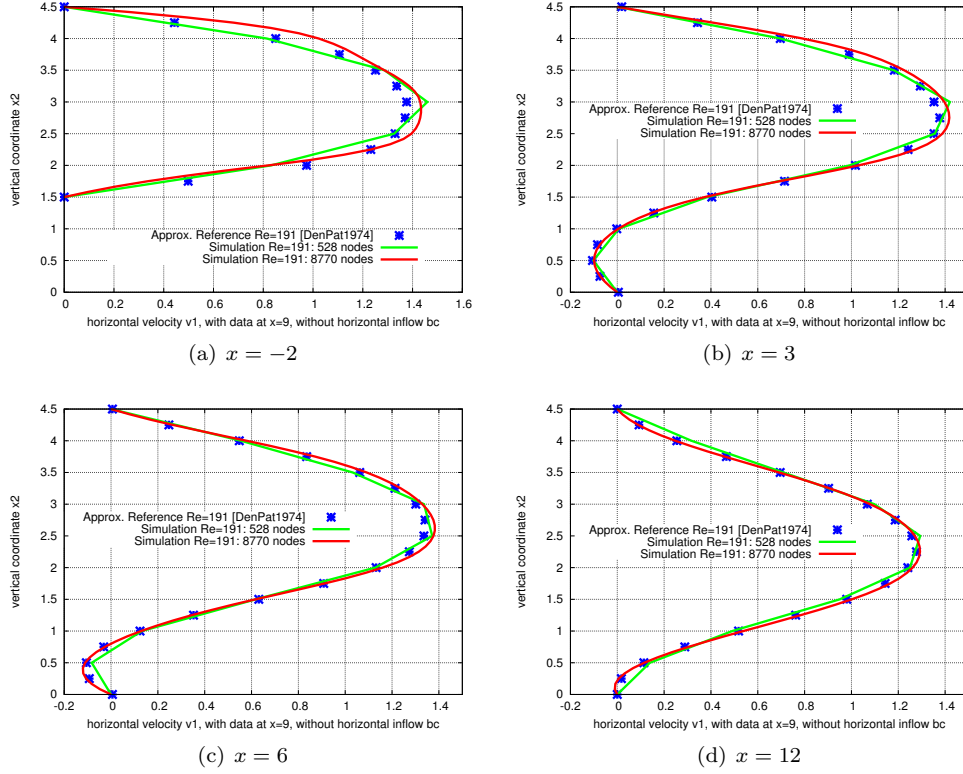 4.5
4
3.5
3
2.5
2
1.5
1
0.5
0
vertical coordinate x2
Approx. Reference Re=191 [DenPat1974]
Simulation Re=191: 528 nodes
Simulation Re=191: 8770 nodes
0 0.2 0.4 0.6 0.8 1 1.2 1.4 1.6
horizontal velocity v1, with data at x=9, without horizontal inflow bc
(a) x = −2
4.5
4
3.5
3
2.5
2
1.5
1
0.5
0
vertical coordinate x2
Approx. Reference Re=191 [DenPat1974]
Simulation Re=191: 528 nodes
Simulation Re=191: 8770 nodes
-0.2 0 0.2 0.4 0.6 0.8 1 1.2 1.4
horizontal velocity v1, with data at x=9, without horizontal inflow bc
(b) x = 3
4.5
4
3.5
3
2.5
2
1.5
1
0.5
0
vertical coordinate x2
Approx. Reference Re=191 [DenPat1974]
Simulation Re=191: 528 nodes
Simulation Re=191: 8770 nodes
-0.2 0 0.2 0.4 0.6 0.8 1 1.2 1.4
horizontal velocity v1, with data at x=9, without horizontal inflow bc
(c) x = 6
4.5
4
3.5
3
2.5
2
1.5
1
0.5
0
vertical coordinate x2
Approx. Reference Re=191 [DenPat1974]
Simulation Re=191: 528 nodes
Simulation Re=191: 8770 nodes
-0.2 0 0.2 0.4 0.6 0.8 1 1.2 1.4
horizontal velocity v1, with data at x=9, without horizontal inflow bc
(d) x = 12